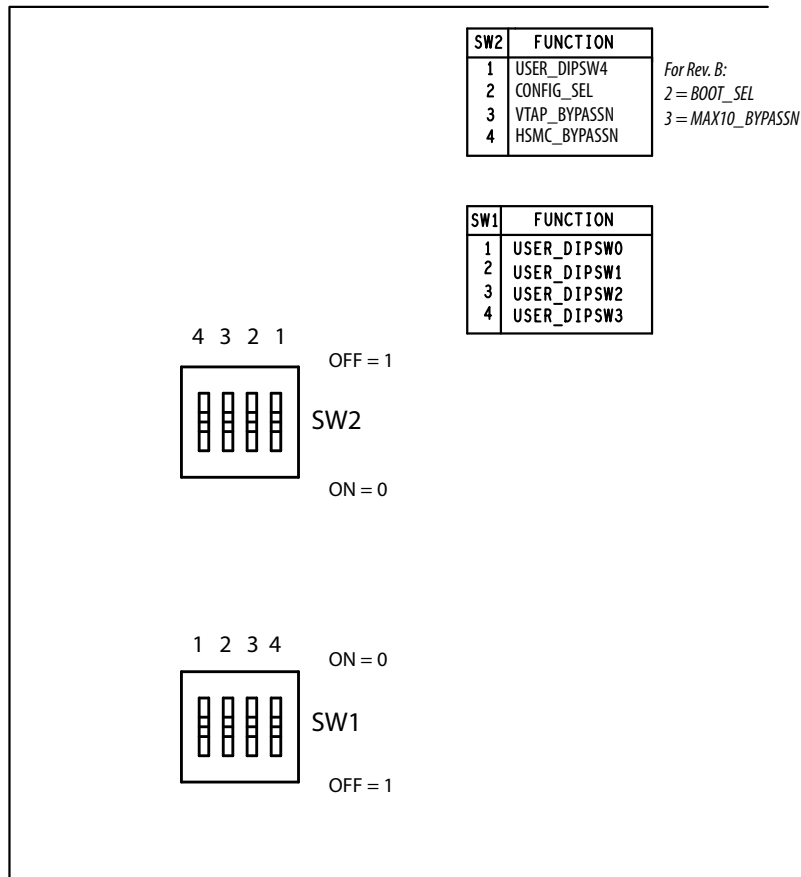 SW2 FUNCTION
1 USER_DIPSW4
2 CONFIG_SEL
3 VTAP_BYPASSN
4 HSMC_BYPASSN
For Rev. B:
2 = BOOT_SEL
3 = MAX10_BYPASSN
SW1 FUNCTION
1 USER_DIPSW0
2 USER_DIPSW1
3 USER_DIPSW2
4 USER_DIPSW3
4 3 2 1
OFF = 1
SW2
ON = 0
1 2 3 4
ON = 0
SW1
OFF = 1